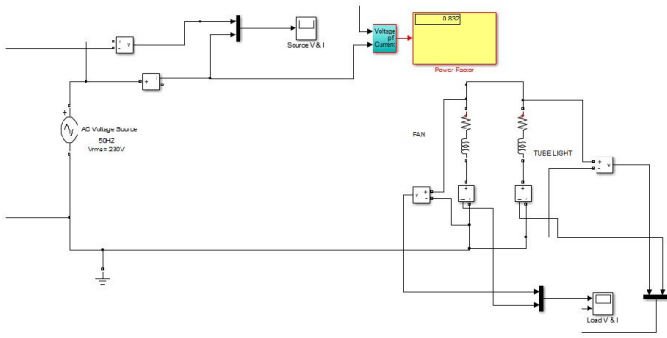 0.832
Voltage
pf
Current
Power Factor
Source V & I
AC Voltage Source
50HZ
Vrms = 230V
FAN
TUBE LIGHT
v
v
v
Load V & I